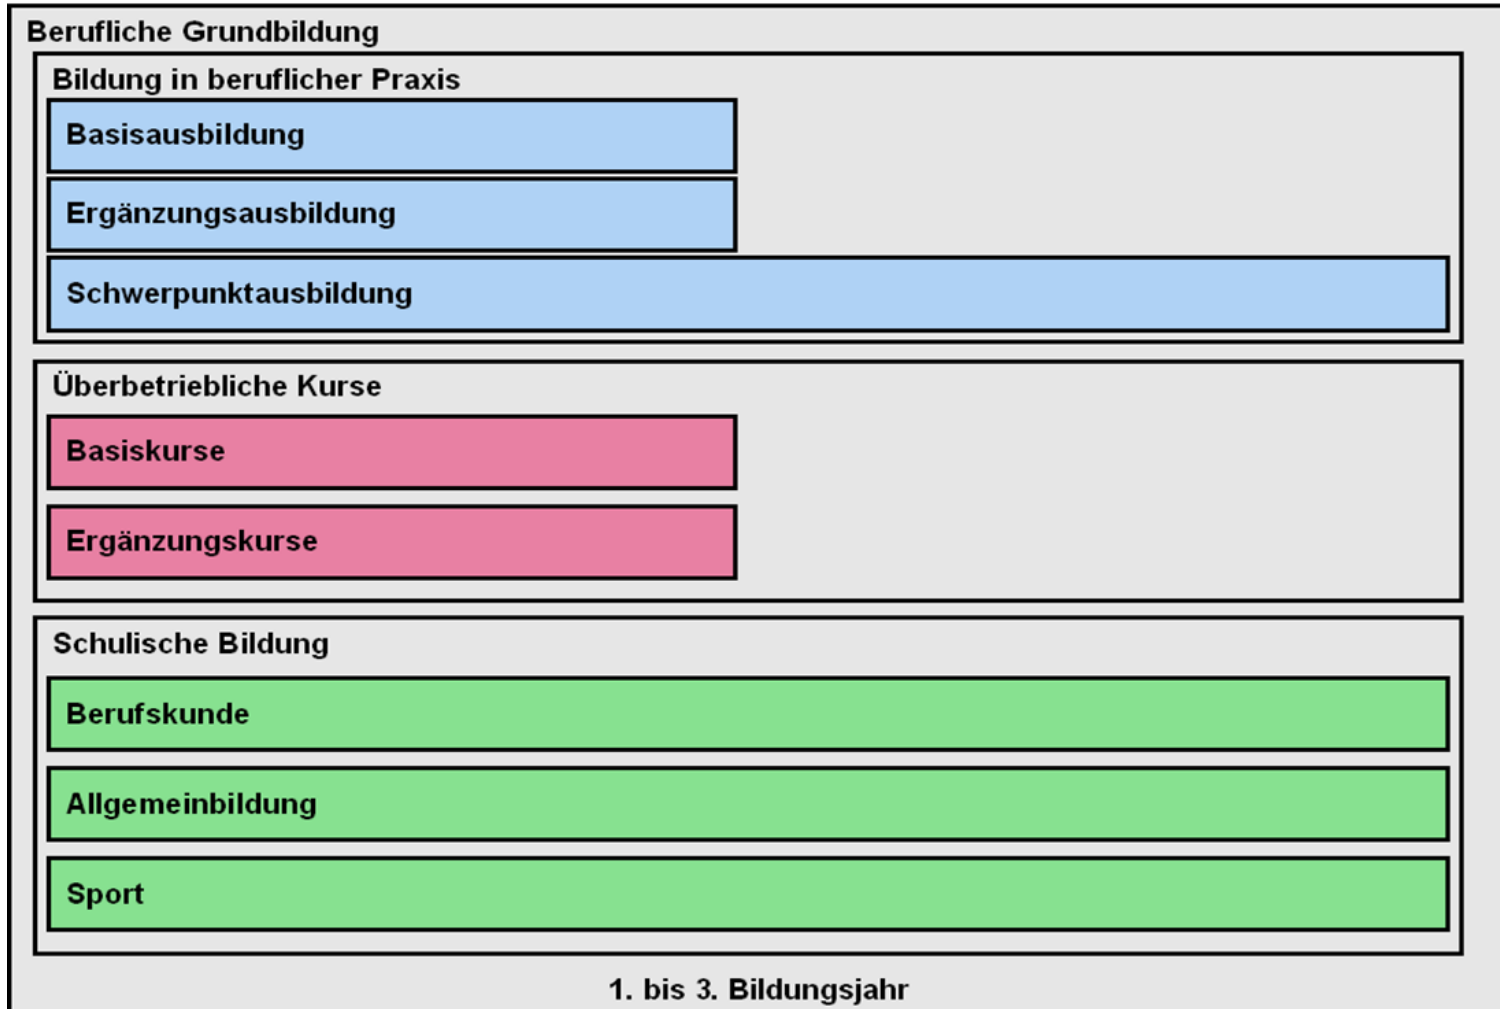 Berufliche Grundbildung
Bildung in beruflicher Praxis
Basisausbildung
Ergänzungsausbildung
Schwerpunktausbildung
Überbetriebliche Kurse
Basiskurse
Ergänzungskurse
Schulische Bildung
Berufskunde
Allgemeinbildung
Sport
1. bis 3. Bildungsjahr